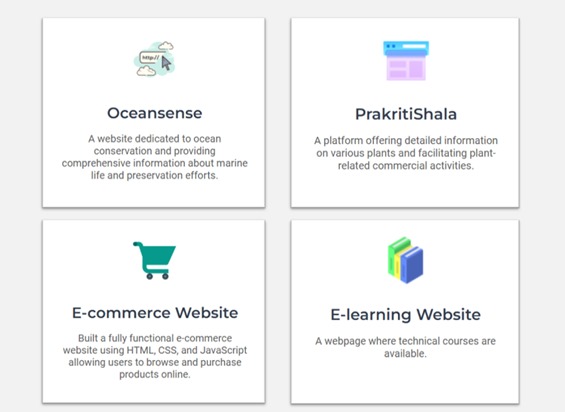 http://
Oceansense
A website dedicated to ocean
conservation and providing
comprehensive information about marine
life and preservation efforts.
PrakritiShala
A platform offering detailed information
on various plants and facilitating plant-
related commercial activities.
E-commerce Website
Built a fully functional e-commerce
website using HTML, CSS, and JavaScript
allowing users to browse and purchase
products online.
E-learning Website
A webpage where technical courses are
available.